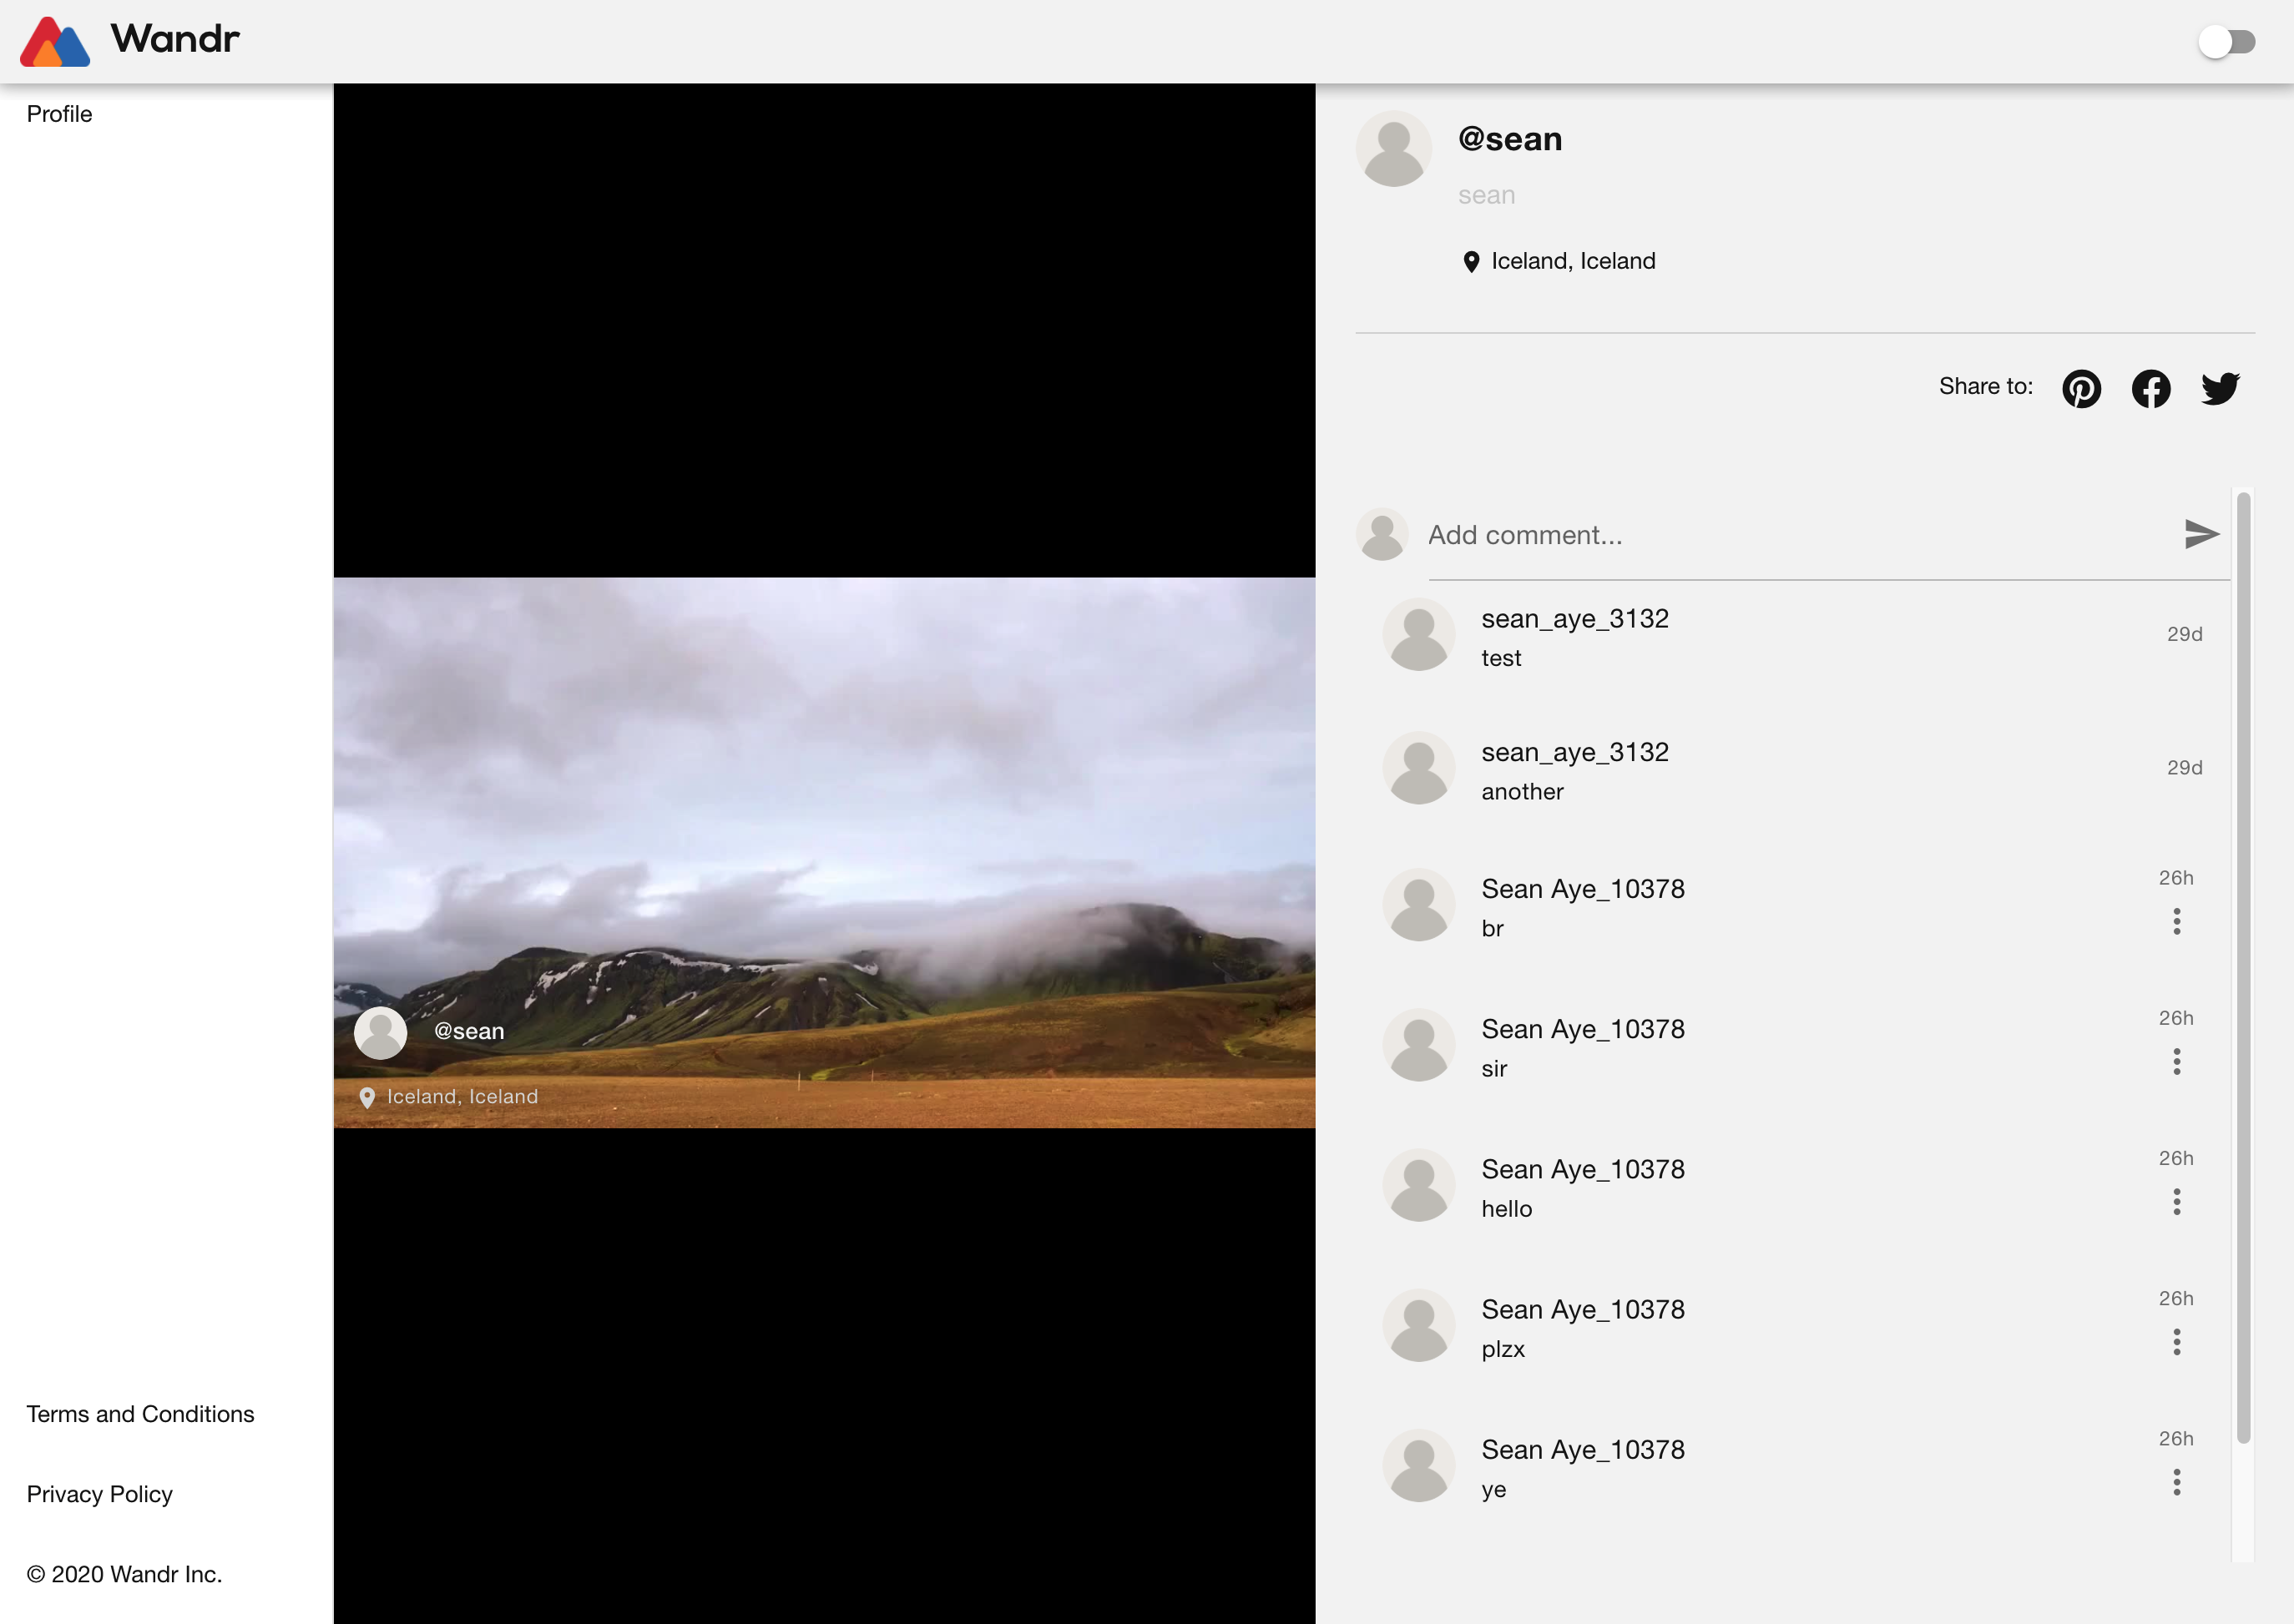 Wandr
Profile
Terms and Conditions
Privacy Policy
© 2020 Wandr Inc.
@sean
Iceland, Iceland
@sean
sean
Iceland, Iceland
Share to:
Add comment...
sean_aye_3132
test
29d
sean_aye_3132
another
29d
Sean Aye_10378
br
26h
Sean Aye_10378
sir
26h
Sean Aye_10378
hello
26h
Sean Aye_10378
plzx
26h
Sean Aye_10378
ye
26h